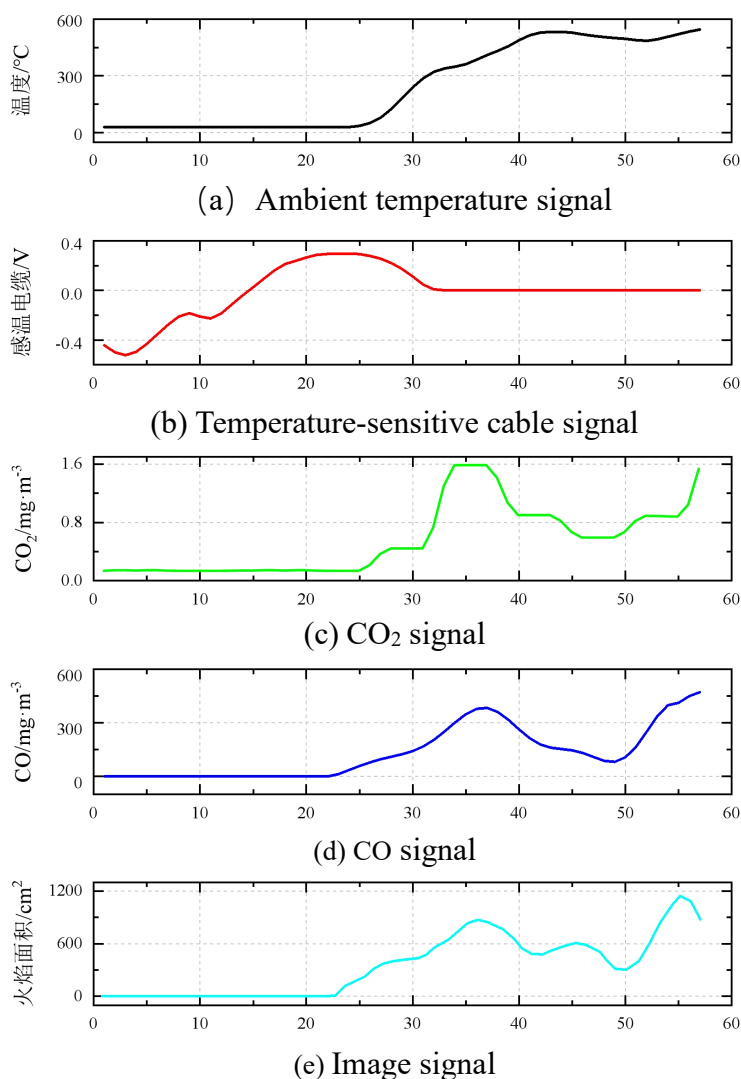 600
300
0
温度/°C
0 10 20 30 40 50 60
（a） Ambient temperature signal
0.4
0.0
-0.4
感温电缆/V
0 10 20 30 40 50 60
(b) Temperature-sensitive cable signal
1.6
0.8
0.0
CO₂/mg·m⁻³
0 10 20 30 40 50 60
(c) CO₂ signal
600
300
0
CO/mg·m⁻³
0 10 20 30 40 50 60
(d) CO signal
1200
600
0
火焰面积/cm²
0 10 20 30 40 50 60
(e) Image signal